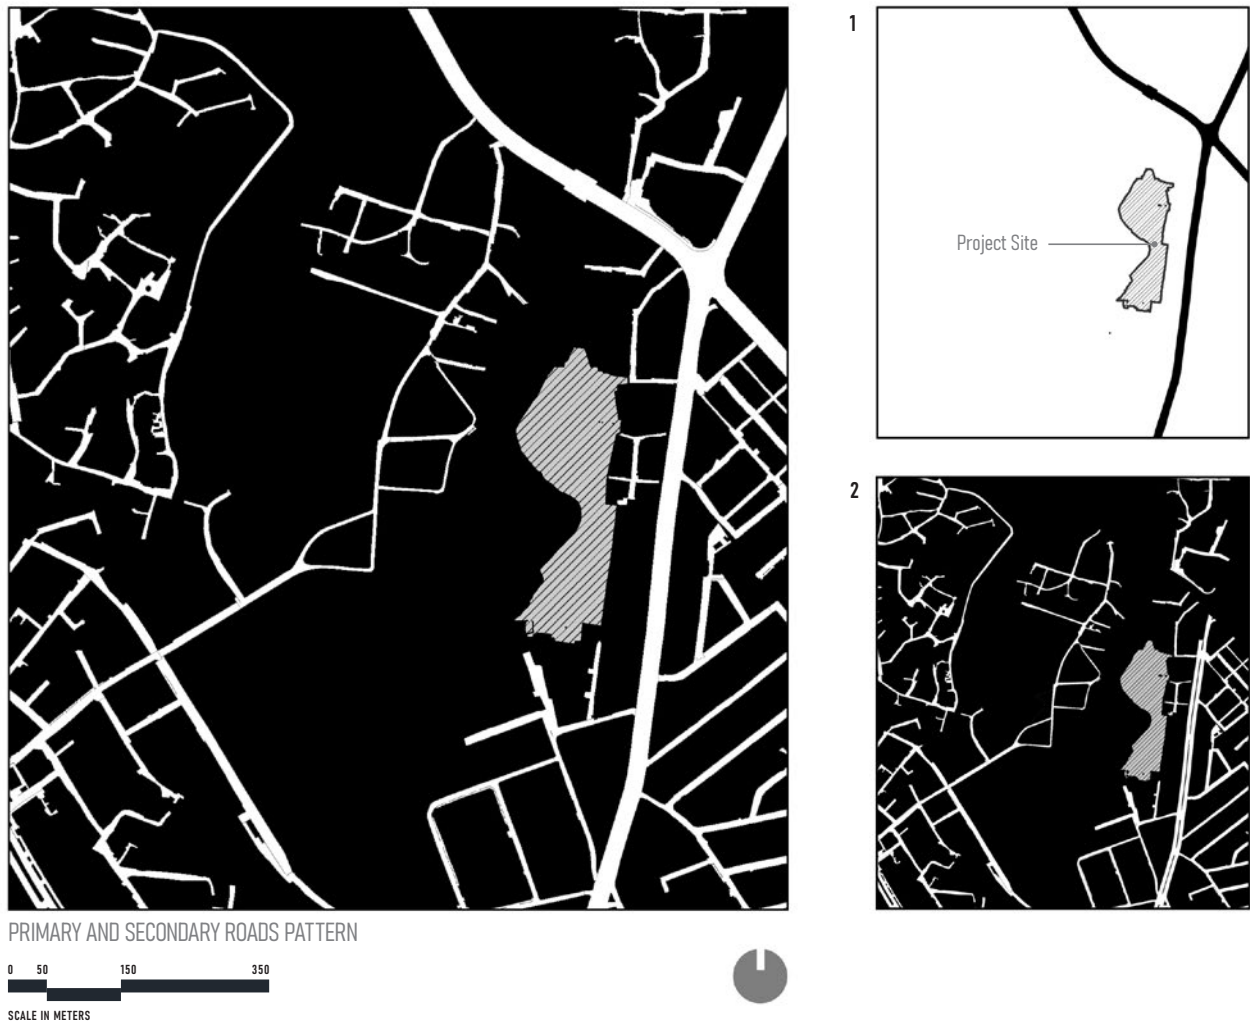 1
Project Site
2
PRIMARY AND SECONDARY ROADS PATTERN
0 50 150 350
SCALE IN METERS